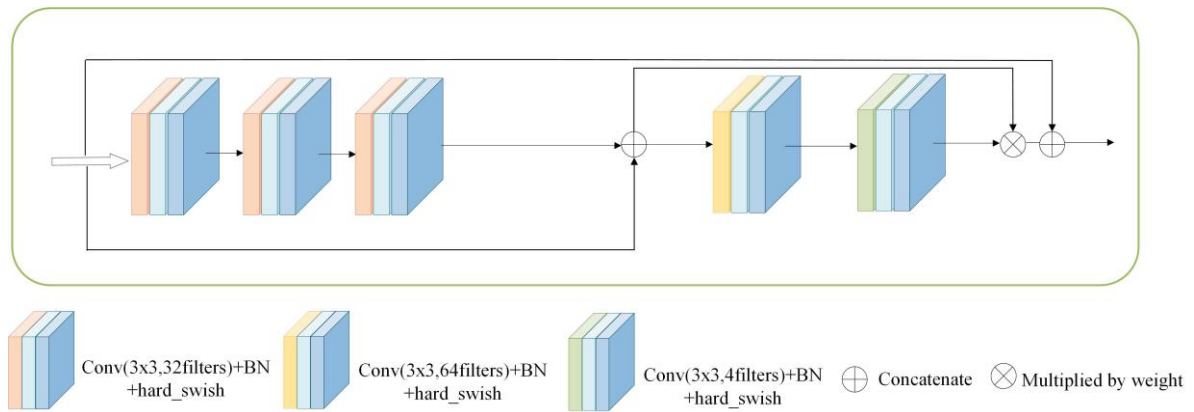 Conv(3x3,32filters)+BN
+hard_swish
Conv(3x3,64filters)+BN
+hard_swish
Conv(3x3,4filters)+BN
+hard_swish
Concatenate
Multiplied by weight